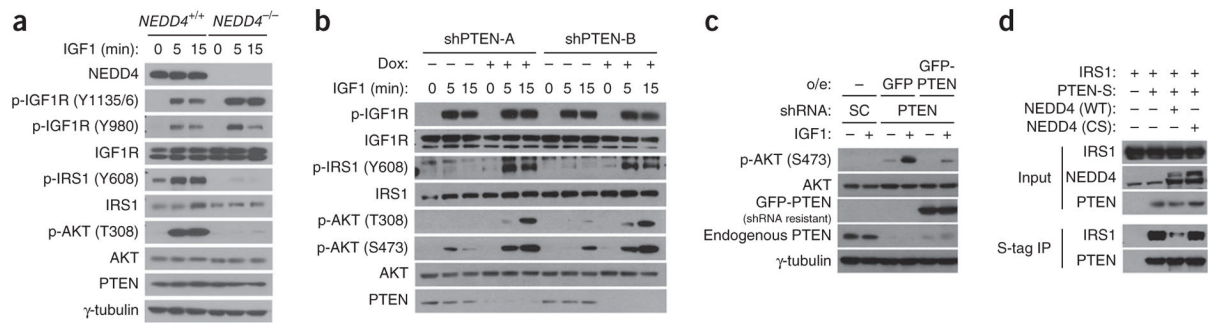 a
NEDD4+/+ NEDD4−/−
IGF1 (min): 0 5 15 0 5 15
NEDD4
p-IGF1R (Y1135/6)
p-IGF1R (Y980)
IGF1R
p-IRS1 (Y608)
IRS1
p-AKT (T308)
AKT
PTEN
γ-tubulin
b
shPTEN-A shPTEN-B
Dox: – – – + + + – – – + + +
IGF1 (min): 0 5 15 0 5 15 0 5 15 0 5 15
p-IGF1R
IGF1R
p-IRS1 (Y608)
IRS1
p-AKT (T308)
p-AKT (S473)
AKT
PTEN
c
GFP-
o/e: – GFP PTEN
shRNA: SC PTEN
IGF1: – + – + – +
p-AKT (S473)
AKT
GFP-PTEN
(shRNA resistant)
Endogenous PTEN
γ-tubulin
d
IRS1: + + + +
PTEN-S: – + + +
NEDD4 (WT): – – + –
NEDD4 (CS): – – – +
Input
IRS1
NEDD4
PTEN
S-tag IP
IRS1
PTEN